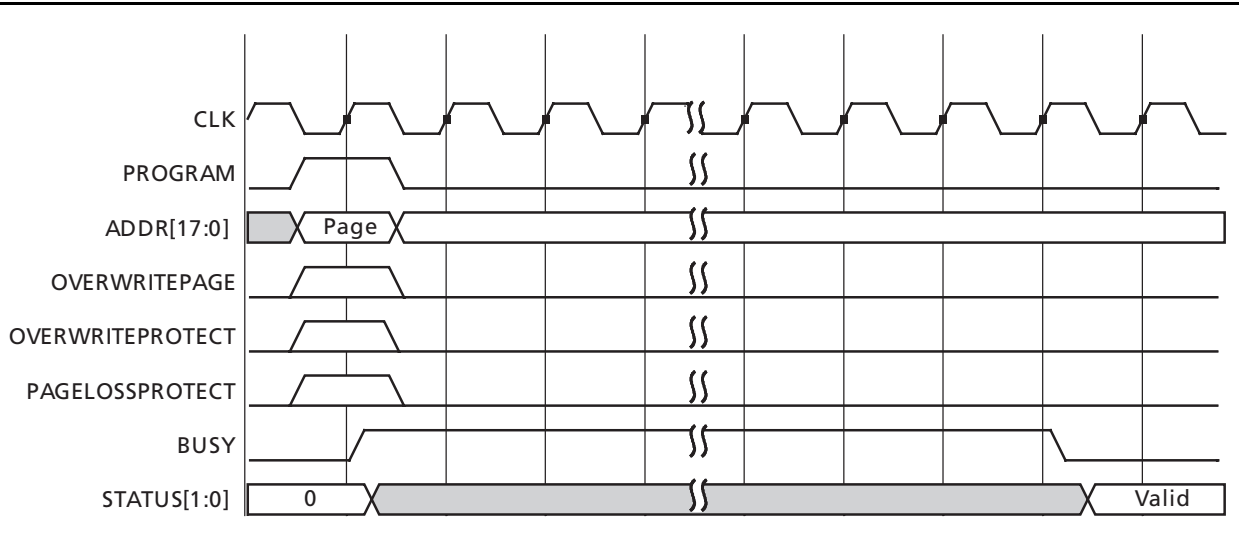 CLK
PROGRAM
ADDR[17:0] Page
OVERWRITEPAGE
OVERWRITEPROTECT
PAGELOSSPROTECT
BUSY
STATUS[1:0] 0 Valid